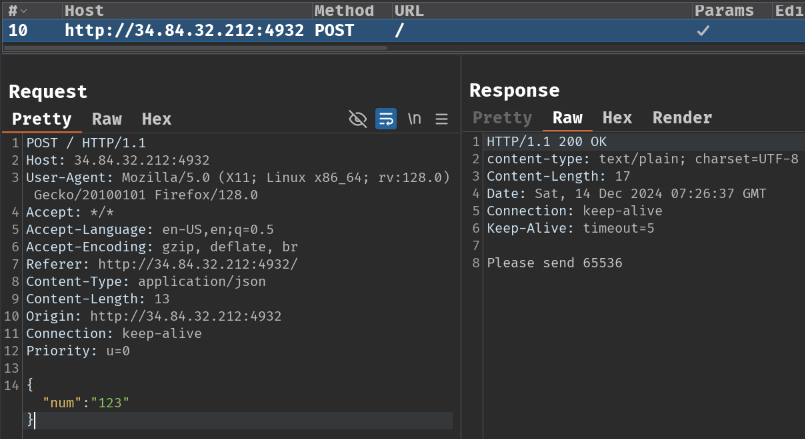 # Host Method URL Params Edi
10 http://34.84.32.212:4932 POST / ✓
Request
Pretty Raw Hex \n
1 POST / HTTP/1.1
2 Host: 34.84.32.212:4932
3 User-Agent: Mozilla/5.0 (X11; Linux x86_64; rv:128.0)
Gecko/20100101 Firefox/128.0
4 Accept: */*
5 Accept-Language: en-US,en;q=0.5
6 Accept-Encoding: gzip, deflate, br
7 Referer: http://34.84.32.212:4932/
8 Content-Type: application/json
9 Content-Length: 13
10 Origin: http://34.84.32.212:4932
11 Connection: keep-alive
12 Priority: u=0
13
14 {
"num":"123"
}
Response
Pretty Raw Hex Render
1 HTTP/1.1 200 OK
2 content-type: text/plain; charset=UTF-8
3 Content-Length: 17
4 Date: Sat, 14 Dec 2024 07:26:37 GMT
5 Connection: keep-alive
6 Keep-Alive: timeout=5
7
8 Please send 65536